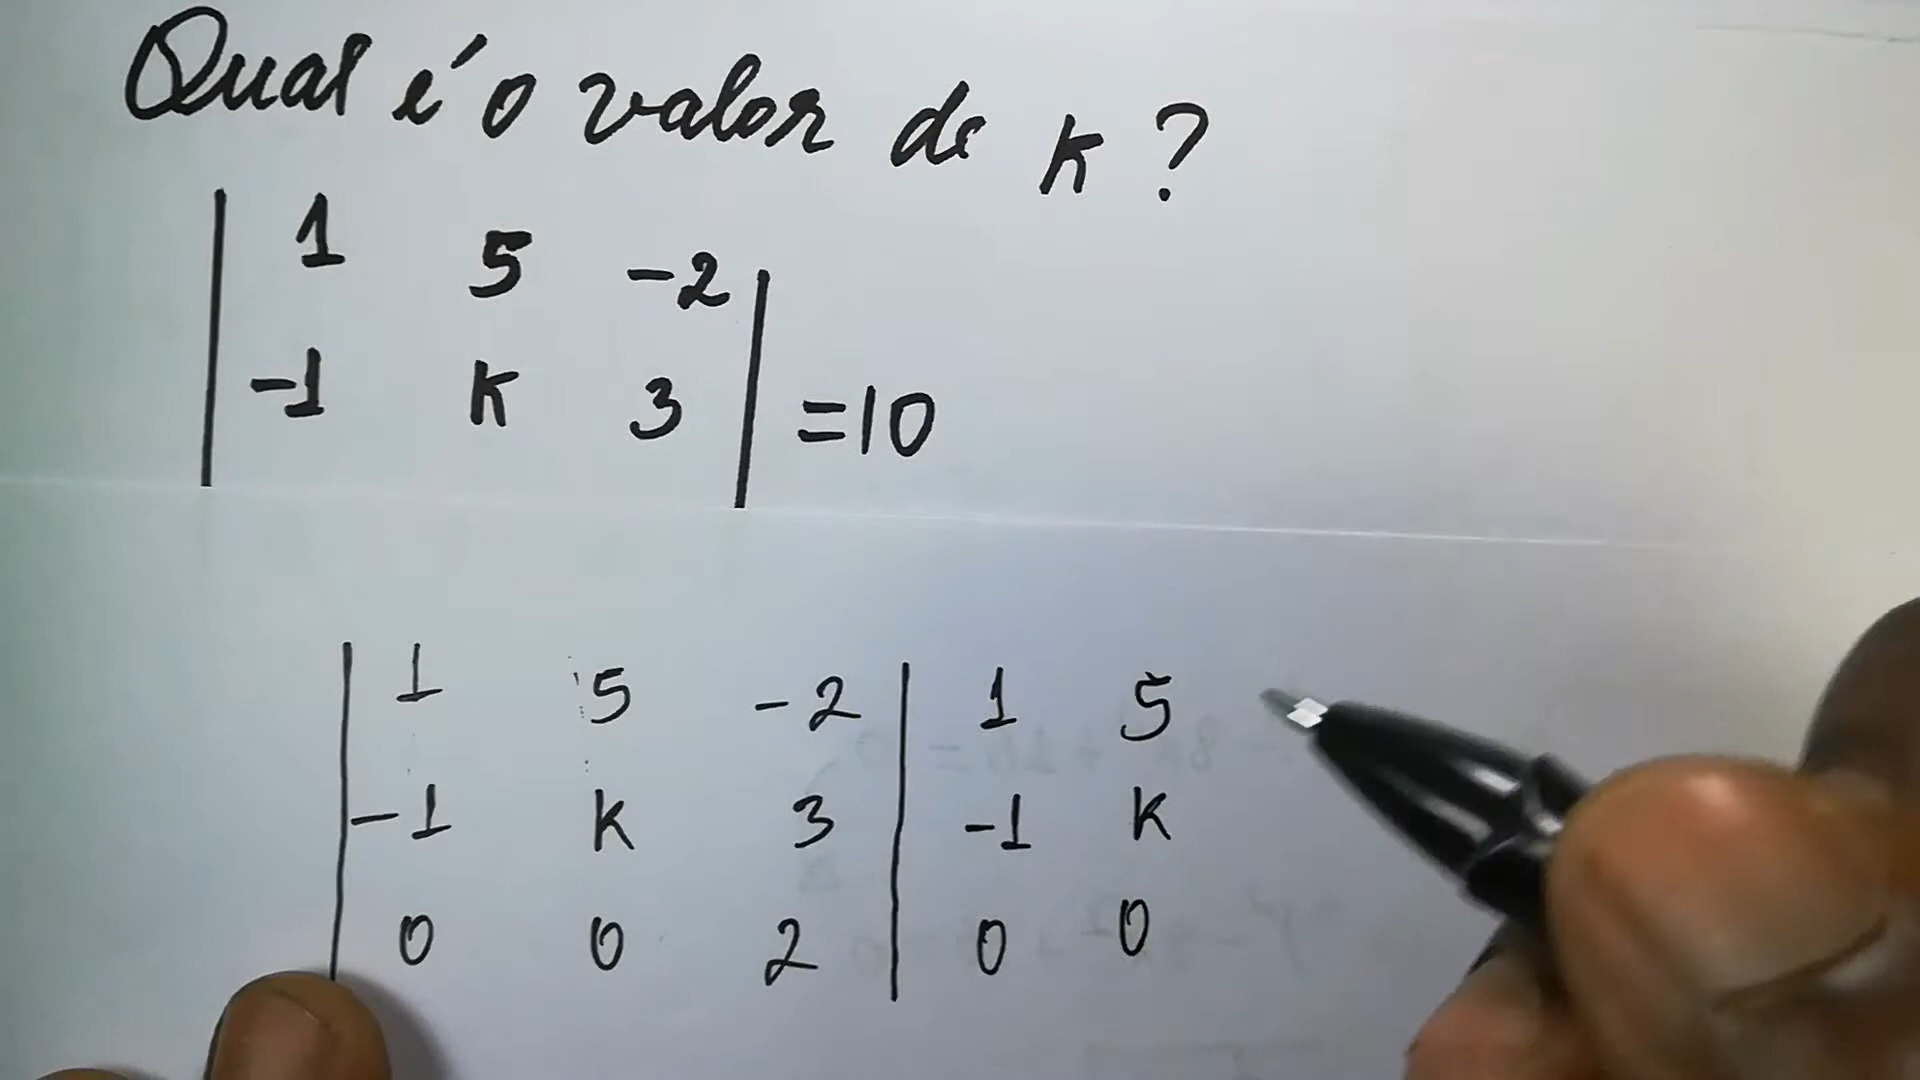 Qual é o valor de K?
1 5 -2
-1 K 3 =10
1 5 -2 1 5
-1 K 3 -1 K
0 0 2 0 0